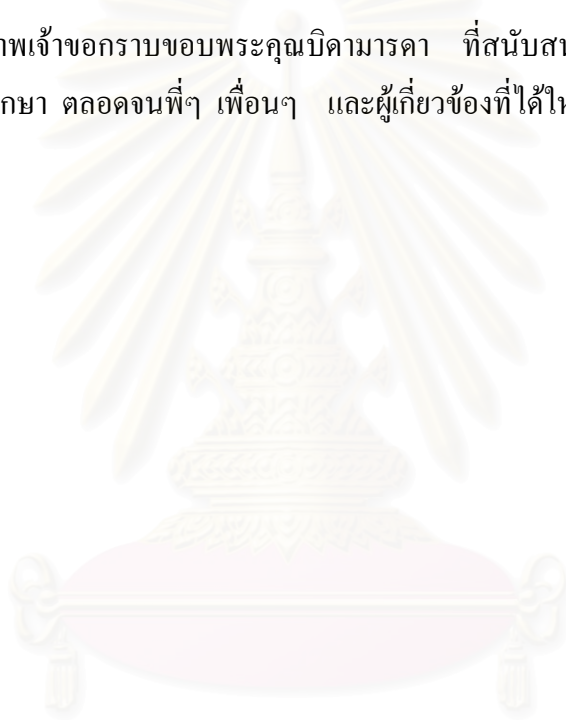 าพเจ้าขอกราบขอบพระคุณบิดามารดา ที่สนับสน
กษา ตลอดจนพี่ๆ เพื่อนๆ และผู้เกี่ยวข้องที่ได้ให